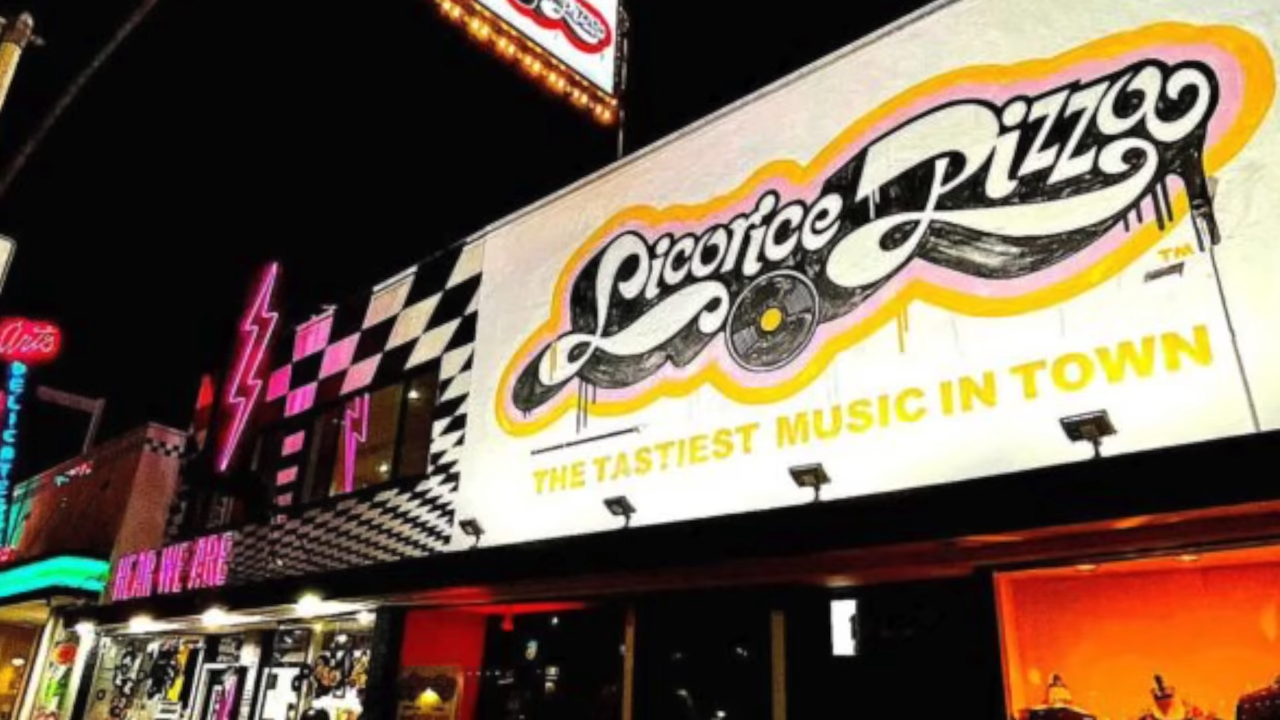 Licorice Pizza
TM
THE TASTIEST MUSIC IN TOWN
Art's
DELICATESSEN
HEAR WE ARE